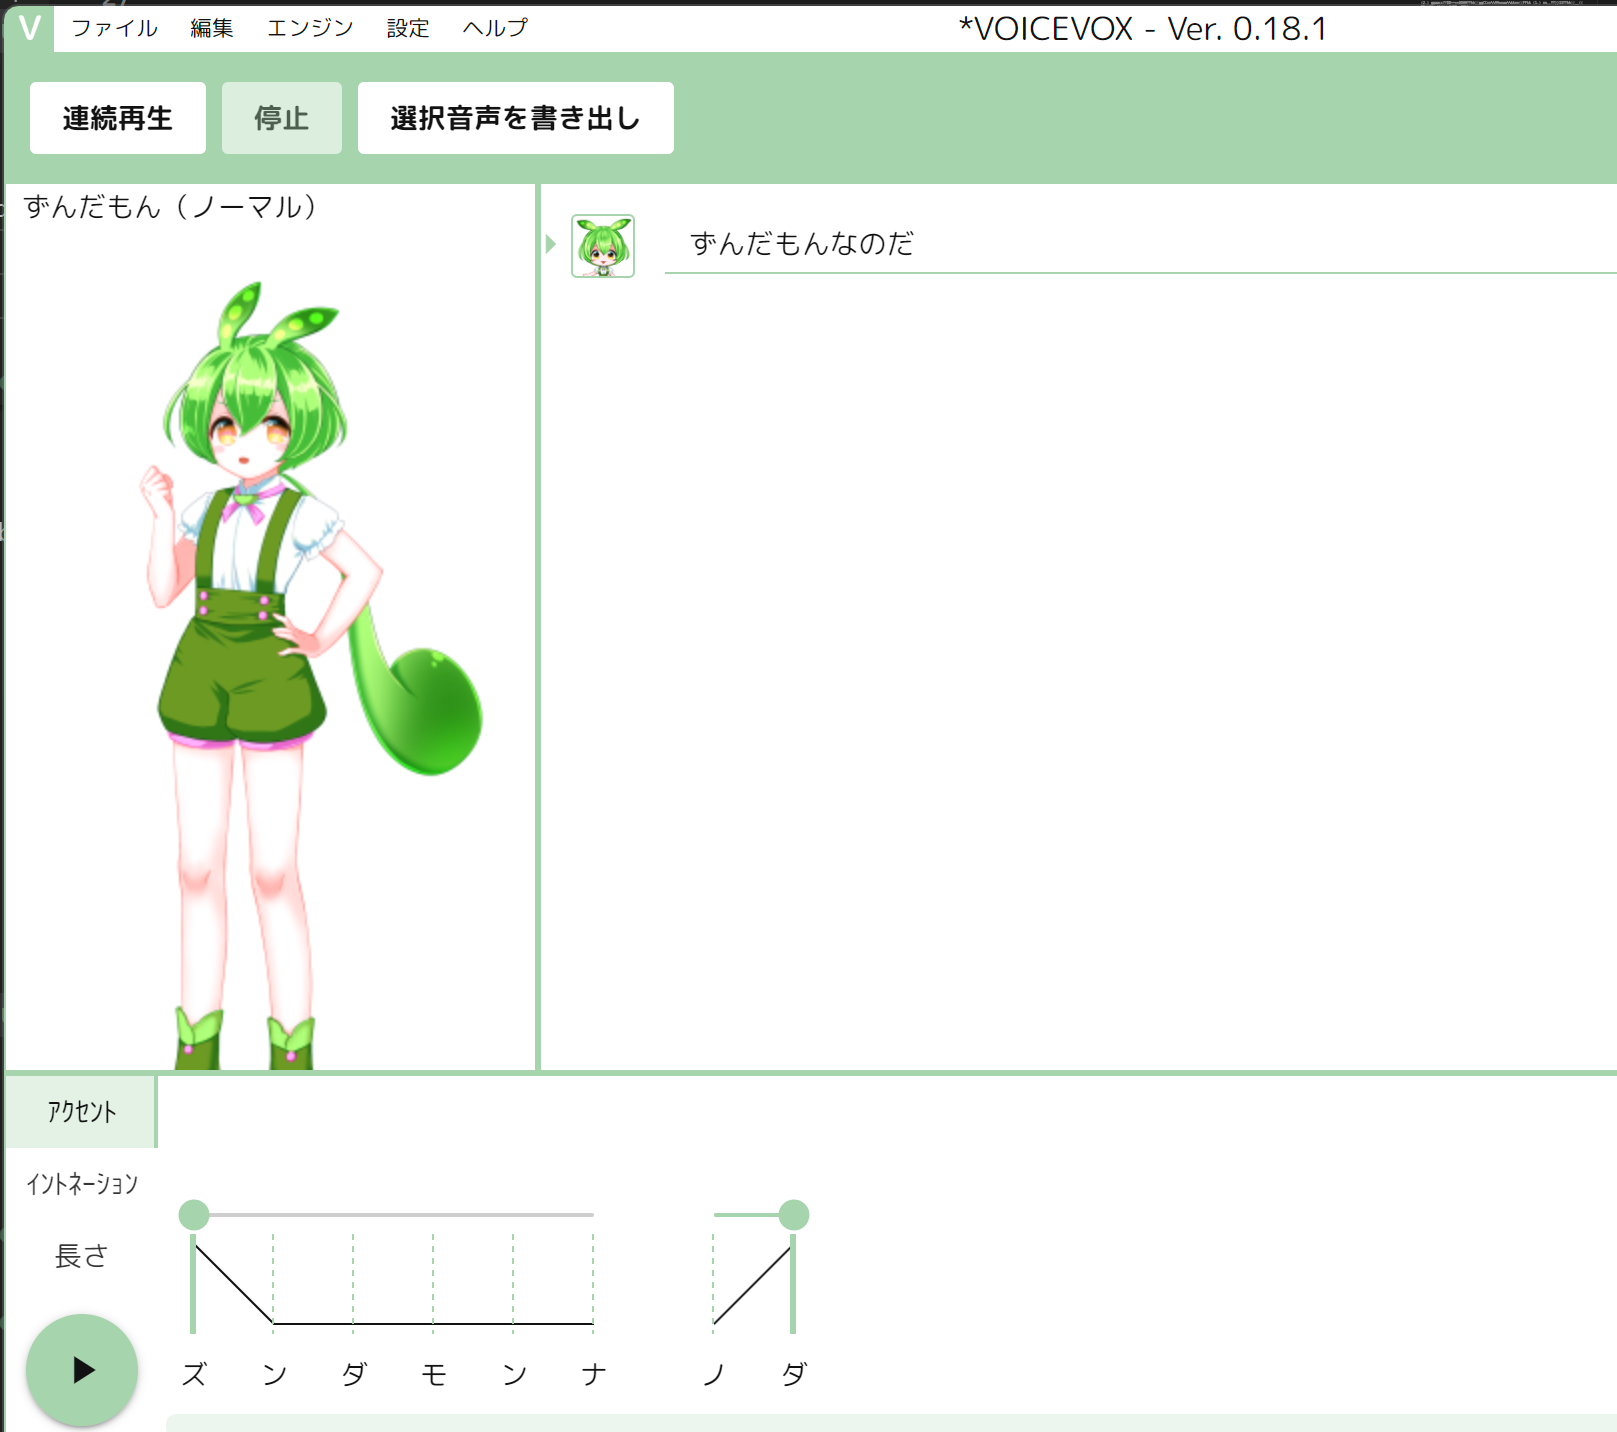 V ファイル 編集 エンジン 設定 ヘルプ *VOICEVOX - Ver. 0.18.1
連続再生 停止 選択音声を書き出し
ずんだもん（ノーマル）
ずんだもんなのだ
アクセント
イントネーション
長さ
ズ ン ダ モ ン ナ ノ ダ